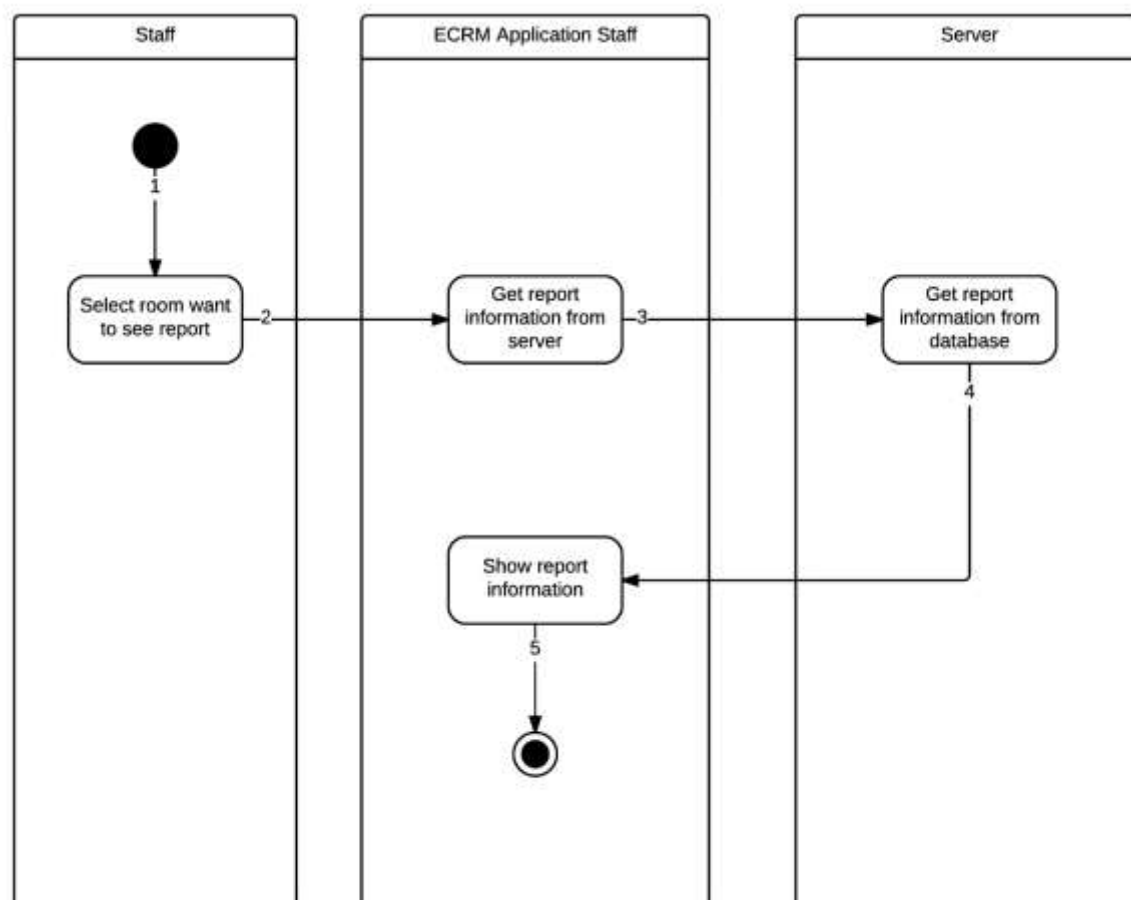 Staff
ECRM Application Staff
Server
1
Select room want
to see report
2
Get report
information from
server
3
Get report
information from
database
4
Show report
information
5